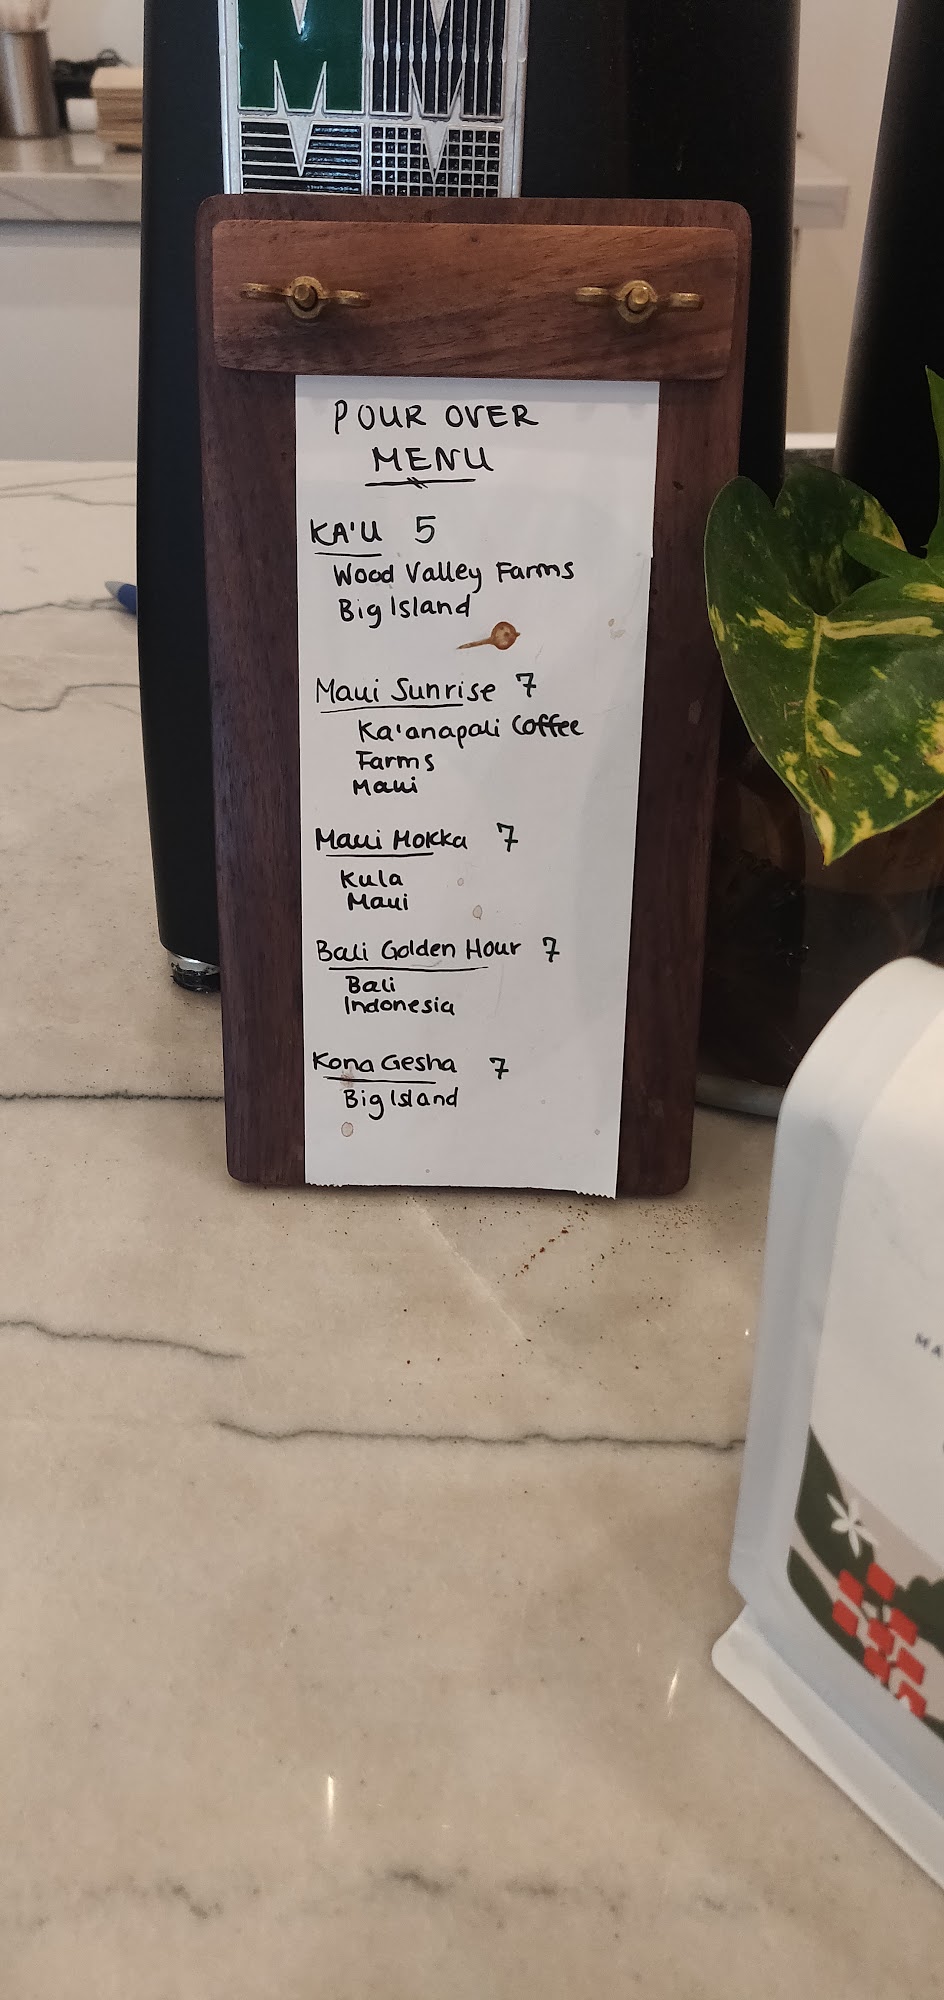 POUR OVER
MENU
KA'U 5
Wood Valley Farms
Big Island
Maui Sunrise 7
Ka'anapali Coffee
Farms
Maui
Maui Mokka 7
Kula
Maui
Bali Golden Hour 7
Bali
Indonesia
Kona Gesha 7
Big Island
MA